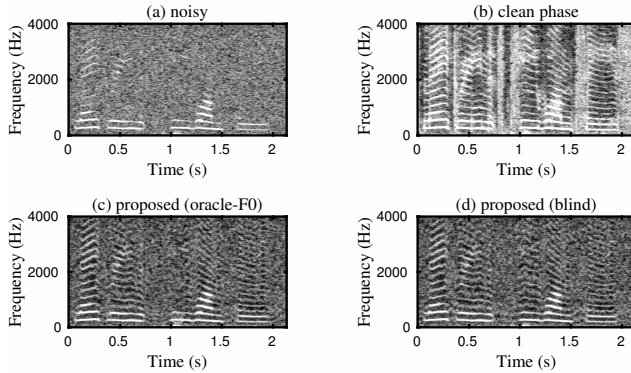 (a) noisy
(b) clean phase
Frequency (Hz)
4000
2000
0
0 0.5 1 1.5 2
Time (s)
Frequency (Hz)
4000
2000
0
0 0.5 1 1.5 2
Time (s)
(c) proposed (oracle-F0)
(d) proposed (blind)
Frequency (Hz)
4000
2000
0
0 0.5 1 1.5 2
Time (s)
Frequency (Hz)
4000
2000
0
0 0.5 1 1.5 2
Time (s)